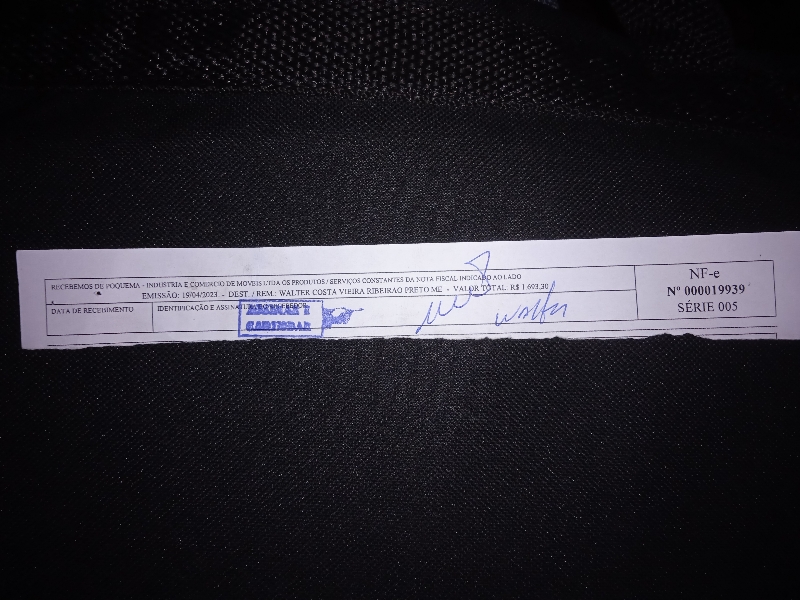 RECEBEMOS DE POQUEMA - INDUSTRIA E COMERCIO DE MOVEIS LTDA OS PRODUTOS / SERVIÇOS CONSTANTES DA NOTA FISCAL INDICADO AO LADO
EMISSÃO: 19/04/2023 - DEST. / REM.: WALTER COSTA VIEIRA RIBEIRAO PRETO ME - VALOR TOTAL: R$ 1.693,30
DATA DE RECEBIMENTO
IDENTIFICAÇÃO E ASSINATURA DO RECEBEDOR
ASSINAR E
CARIMBAR
Walter
NF-e
Nº 000019939
SÉRIE 005